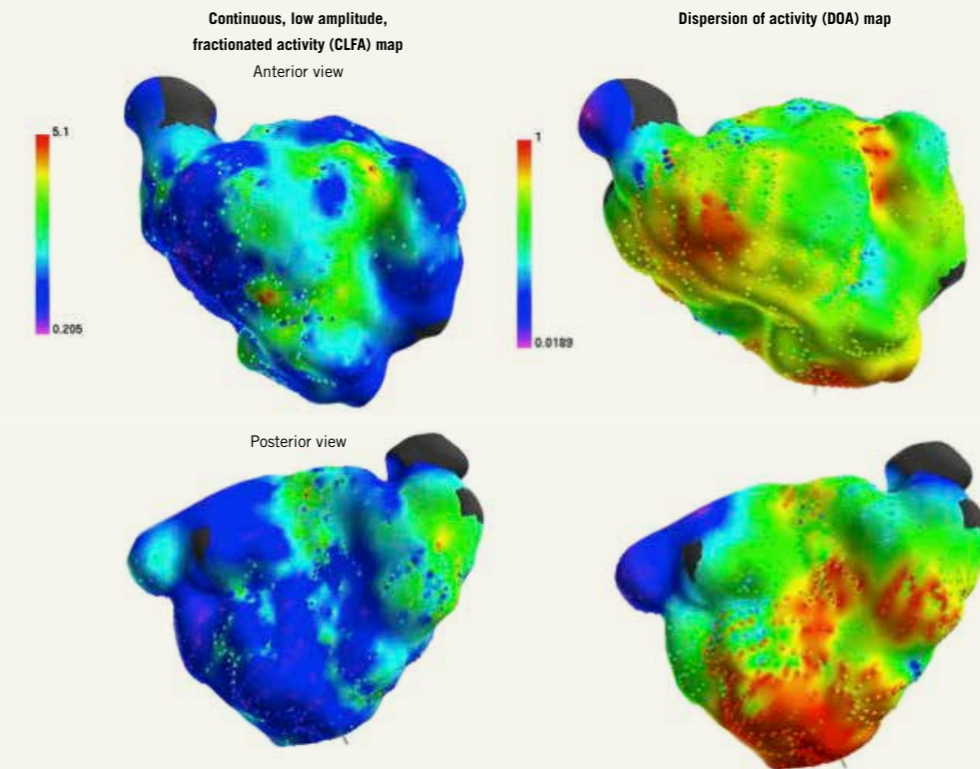 Continuous, low amplitude,
fractionated activity (CLFA) map
Anterior view
Dispersion of activity (DOA) map
5.1
0.205
1
0.0189
Posterior view